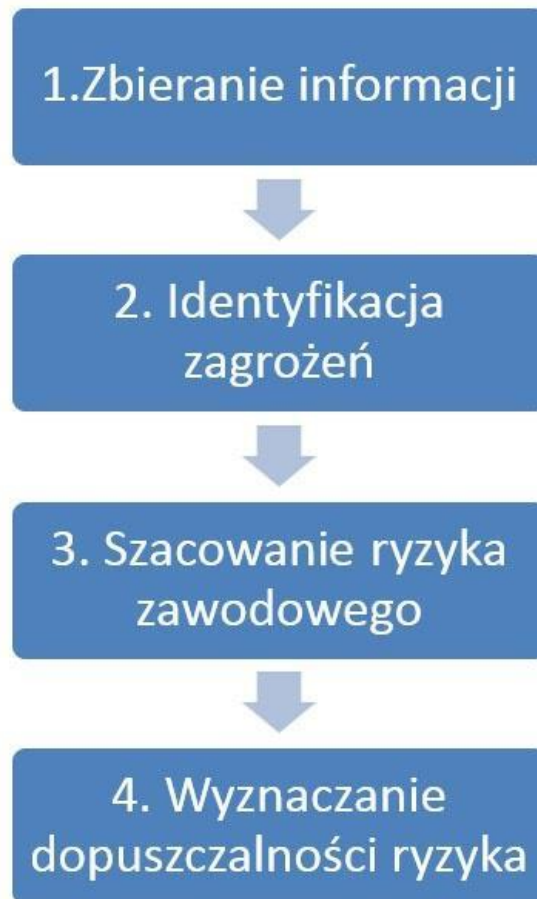 1.Zbieranie informacji
2. Identyfikacja
zagrożeń
3. Szacowanie ryzyka
zawodowego
4. Wyznaczanie
dopuszczalności ryzyka